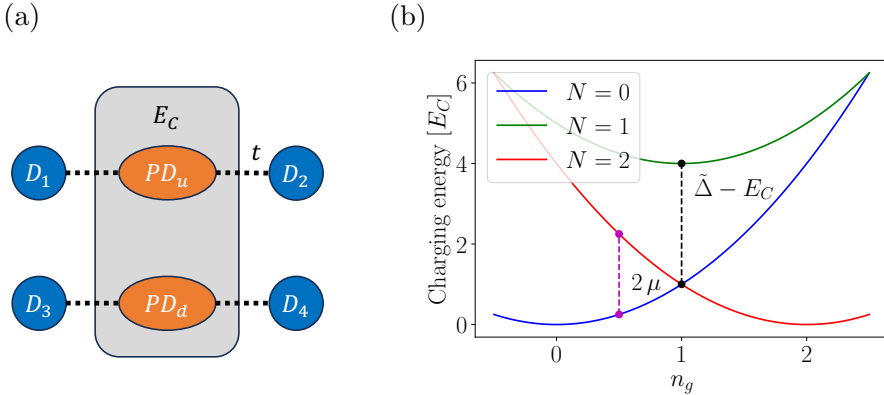 (a)
E_C
D_1
PD_u
t
D_2
D_3
PD_d
D_4
(b)
Charging energy [E_C]
6
4
2
0
N = 0
N = 1
N = 2
Δ̃ − E_C
2 μ
0
1
2
n_g